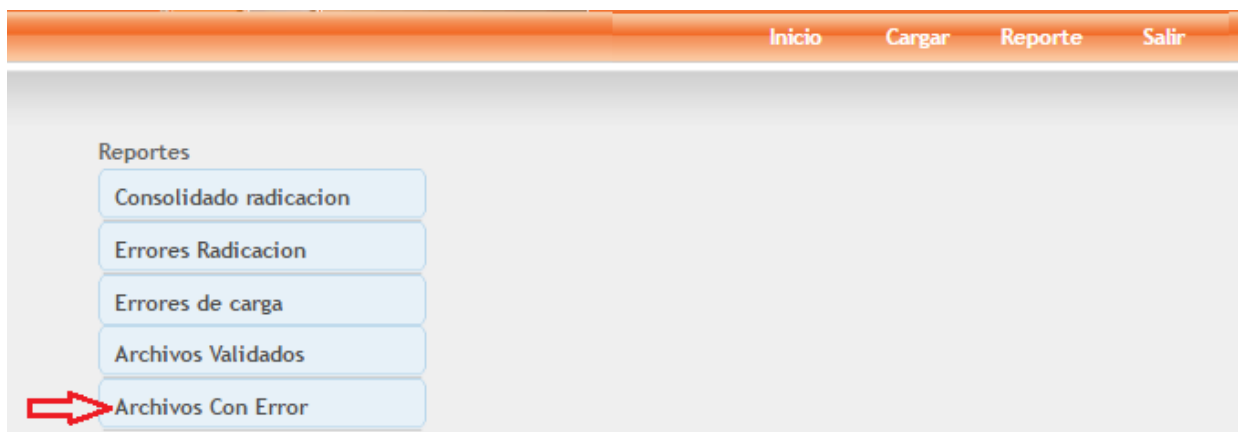 Inicio Cargar Reporte Salir
Reportes
Consolidado radicacion
Errores Radicacion
Errores de carga
Archivos Validados
Archivos Con Error